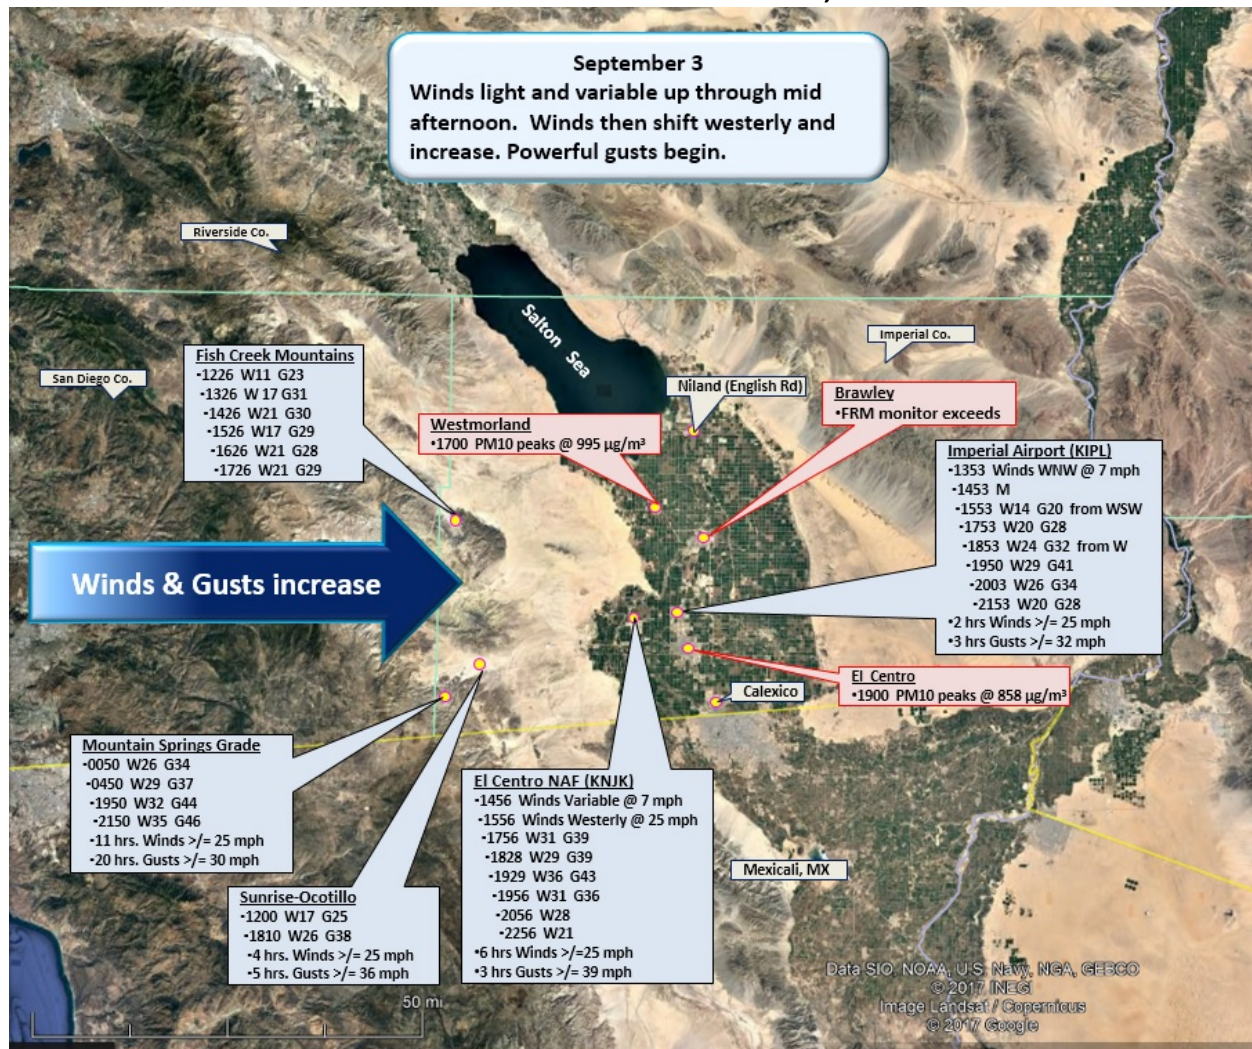 September 3
Winds light and variable up through mid
afternoon. Winds then shift westerly and
increase. Powerful gusts begin.
Riverside Co.
Salton Sea
Imperial Co.
San Diego Co.
Fish Creek Mountains
-1226 W11 G23
-1326 W 17 G31
-1426 W21 G30
-1526 W17 G29
-1626 W21 G28
-1726 W21 G29
Niland (English Rd)
Westmorland
•1700 PM10 peaks @ 995 µg/m³
Brawley
•FRM monitor exceeds
Imperial Airport (KIPL)
-1353 Winds WNW @ 7 mph
-1453 M
-1553 W14 G20 from WSW
-1753 W20 G28
-1853 W24 G32 from W
-1950 W29 G41
-2003 W26 G34
-2153 W20 G28
•2 hrs Winds >/= 25 mph
•3 hrs Gusts >/= 32 mph
Winds & Gusts increase
El Centro
•1900 PM10 peaks @ 858 µg/m³
Calexico
Mountain Springs Grade
-0050 W26 G34
-0450 W29 G37
-1950 W32 G44
-2150 W35 G46
-11 hrs. Winds >/= 25 mph
-20 hrs. Gusts >/= 30 mph
El Centro NAF (KNJK)
-1456 Winds Variable @ 7 mph
-1556 Winds Westerly @ 25 mph
-1756 W31 G39
-1828 W29 G39
-1929 W36 G43
-1956 W31 G36
-2056 W28
-2256 W21
•6 hrs Winds >/=25 mph
•3 hrs Gusts >/= 39 mph
Sunrise-Ocotillo
-1200 W17 G25
-1810 W26 G38
-4 hrs. Winds >/= 25 mph
-5 hrs. Gusts >/= 36 mph
Mexicali, MX
50 mi
Data SIO, NOAA, U.S. Navy, NGA, GEBCO
© 2017 INEGI
Image Landsat / Copernicus
© 2017 Google